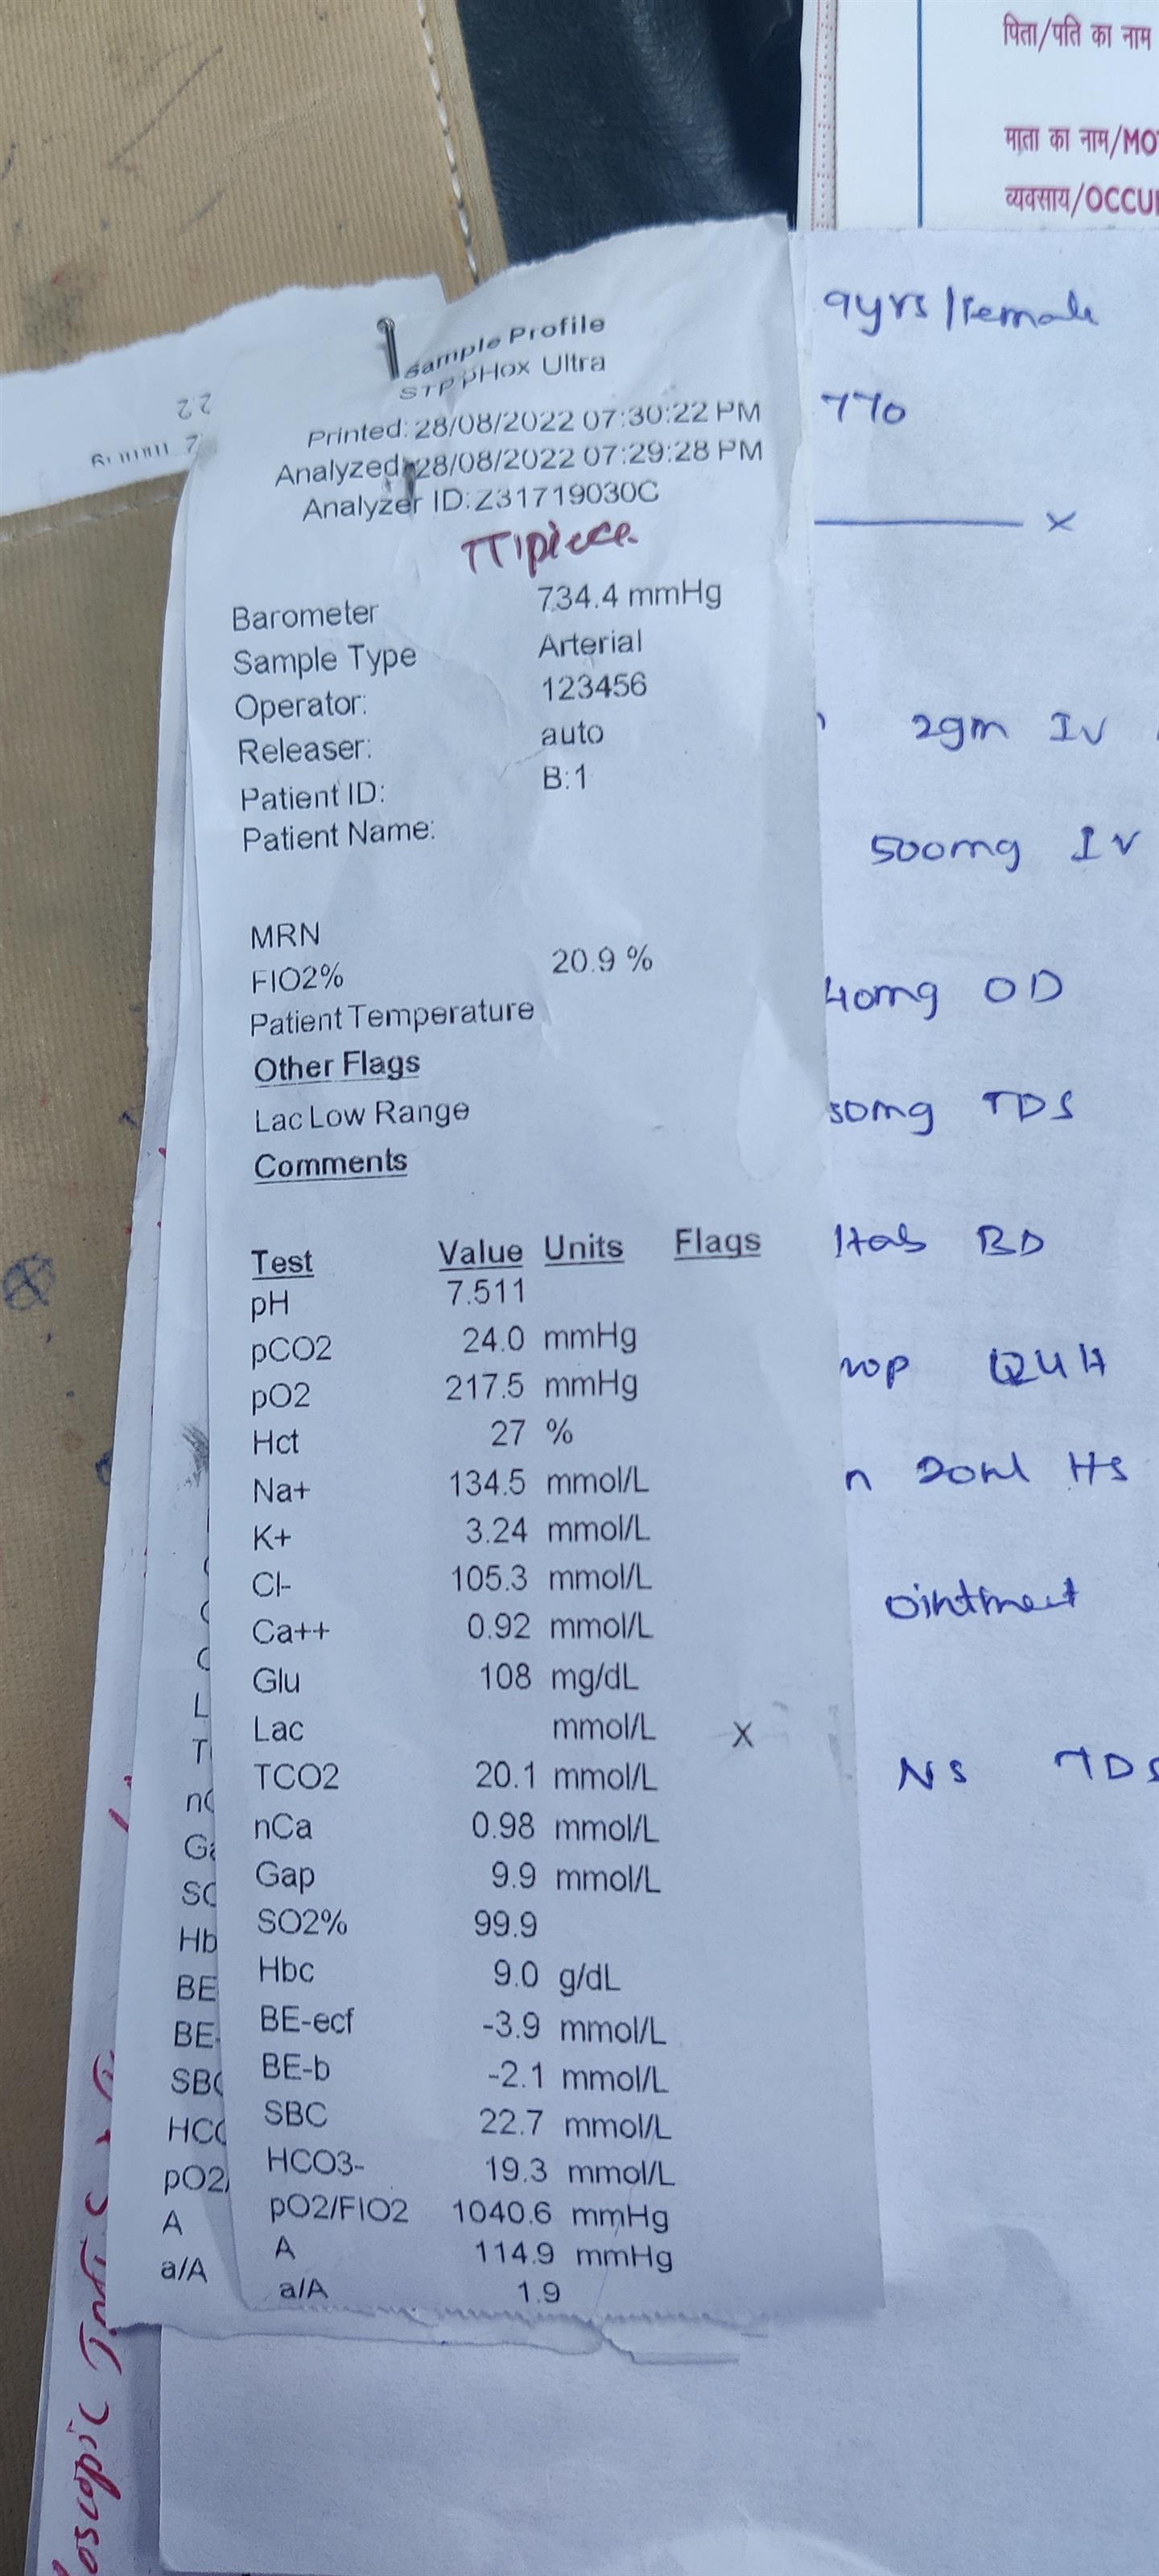 पिता/पति का नाम
माता का नाम/MO
व्यवसाय/OCCU
9yrs/Female
770
x
Sample Profile
STP pHox Ultra
Printed: 28/08/2022 07:30:22 PM
Analyzed: 28/08/2022 07:29:28 PM
Analyzer ID:Z31719030C
Barometer 734.4 mmHg
Sample Type Arterial
Operator: 123456
Releaser: auto
Patient ID: B:1
Patient Name:
MRN
FIO2% 20.9 %
Patient Temperature
Other Flags
Lac Low Range
Comments
Test Value Units Flags
pH 7.511
pCO2 24.0 mmHg
pO2 217.5 mmHg
Hct 27 %
Na+ 134.5 mmol/L
K+ 3.24 mmol/L
Cl- 105.3 mmol/L
Ca++ 0.92 mmol/L
Glu 108 mg/dL
Lac mmol/L X
TCO2 20.1 mmol/L
nCa 0.98 mmol/L
Gap 9.9 mmol/L
SO2% 99.9
Hbc 9.0 g/dL
BE-ecf -3.9 mmol/L
BE-b -2.1 mmol/L
SBC 22.7 mmol/L
HCO3- 19.3 mmol/L
pO2/FIO2 1040.6 mmHg
A 114.9 mmHg
a/A 1.9
2gm IV
500mg IV
40mg OD
50mg TDS
1tab BD
rop Q4H
n 20ml HS
ointment
NS TDS
Hb
BE
BE-
SBC
HCO
pO2/
A
a/A